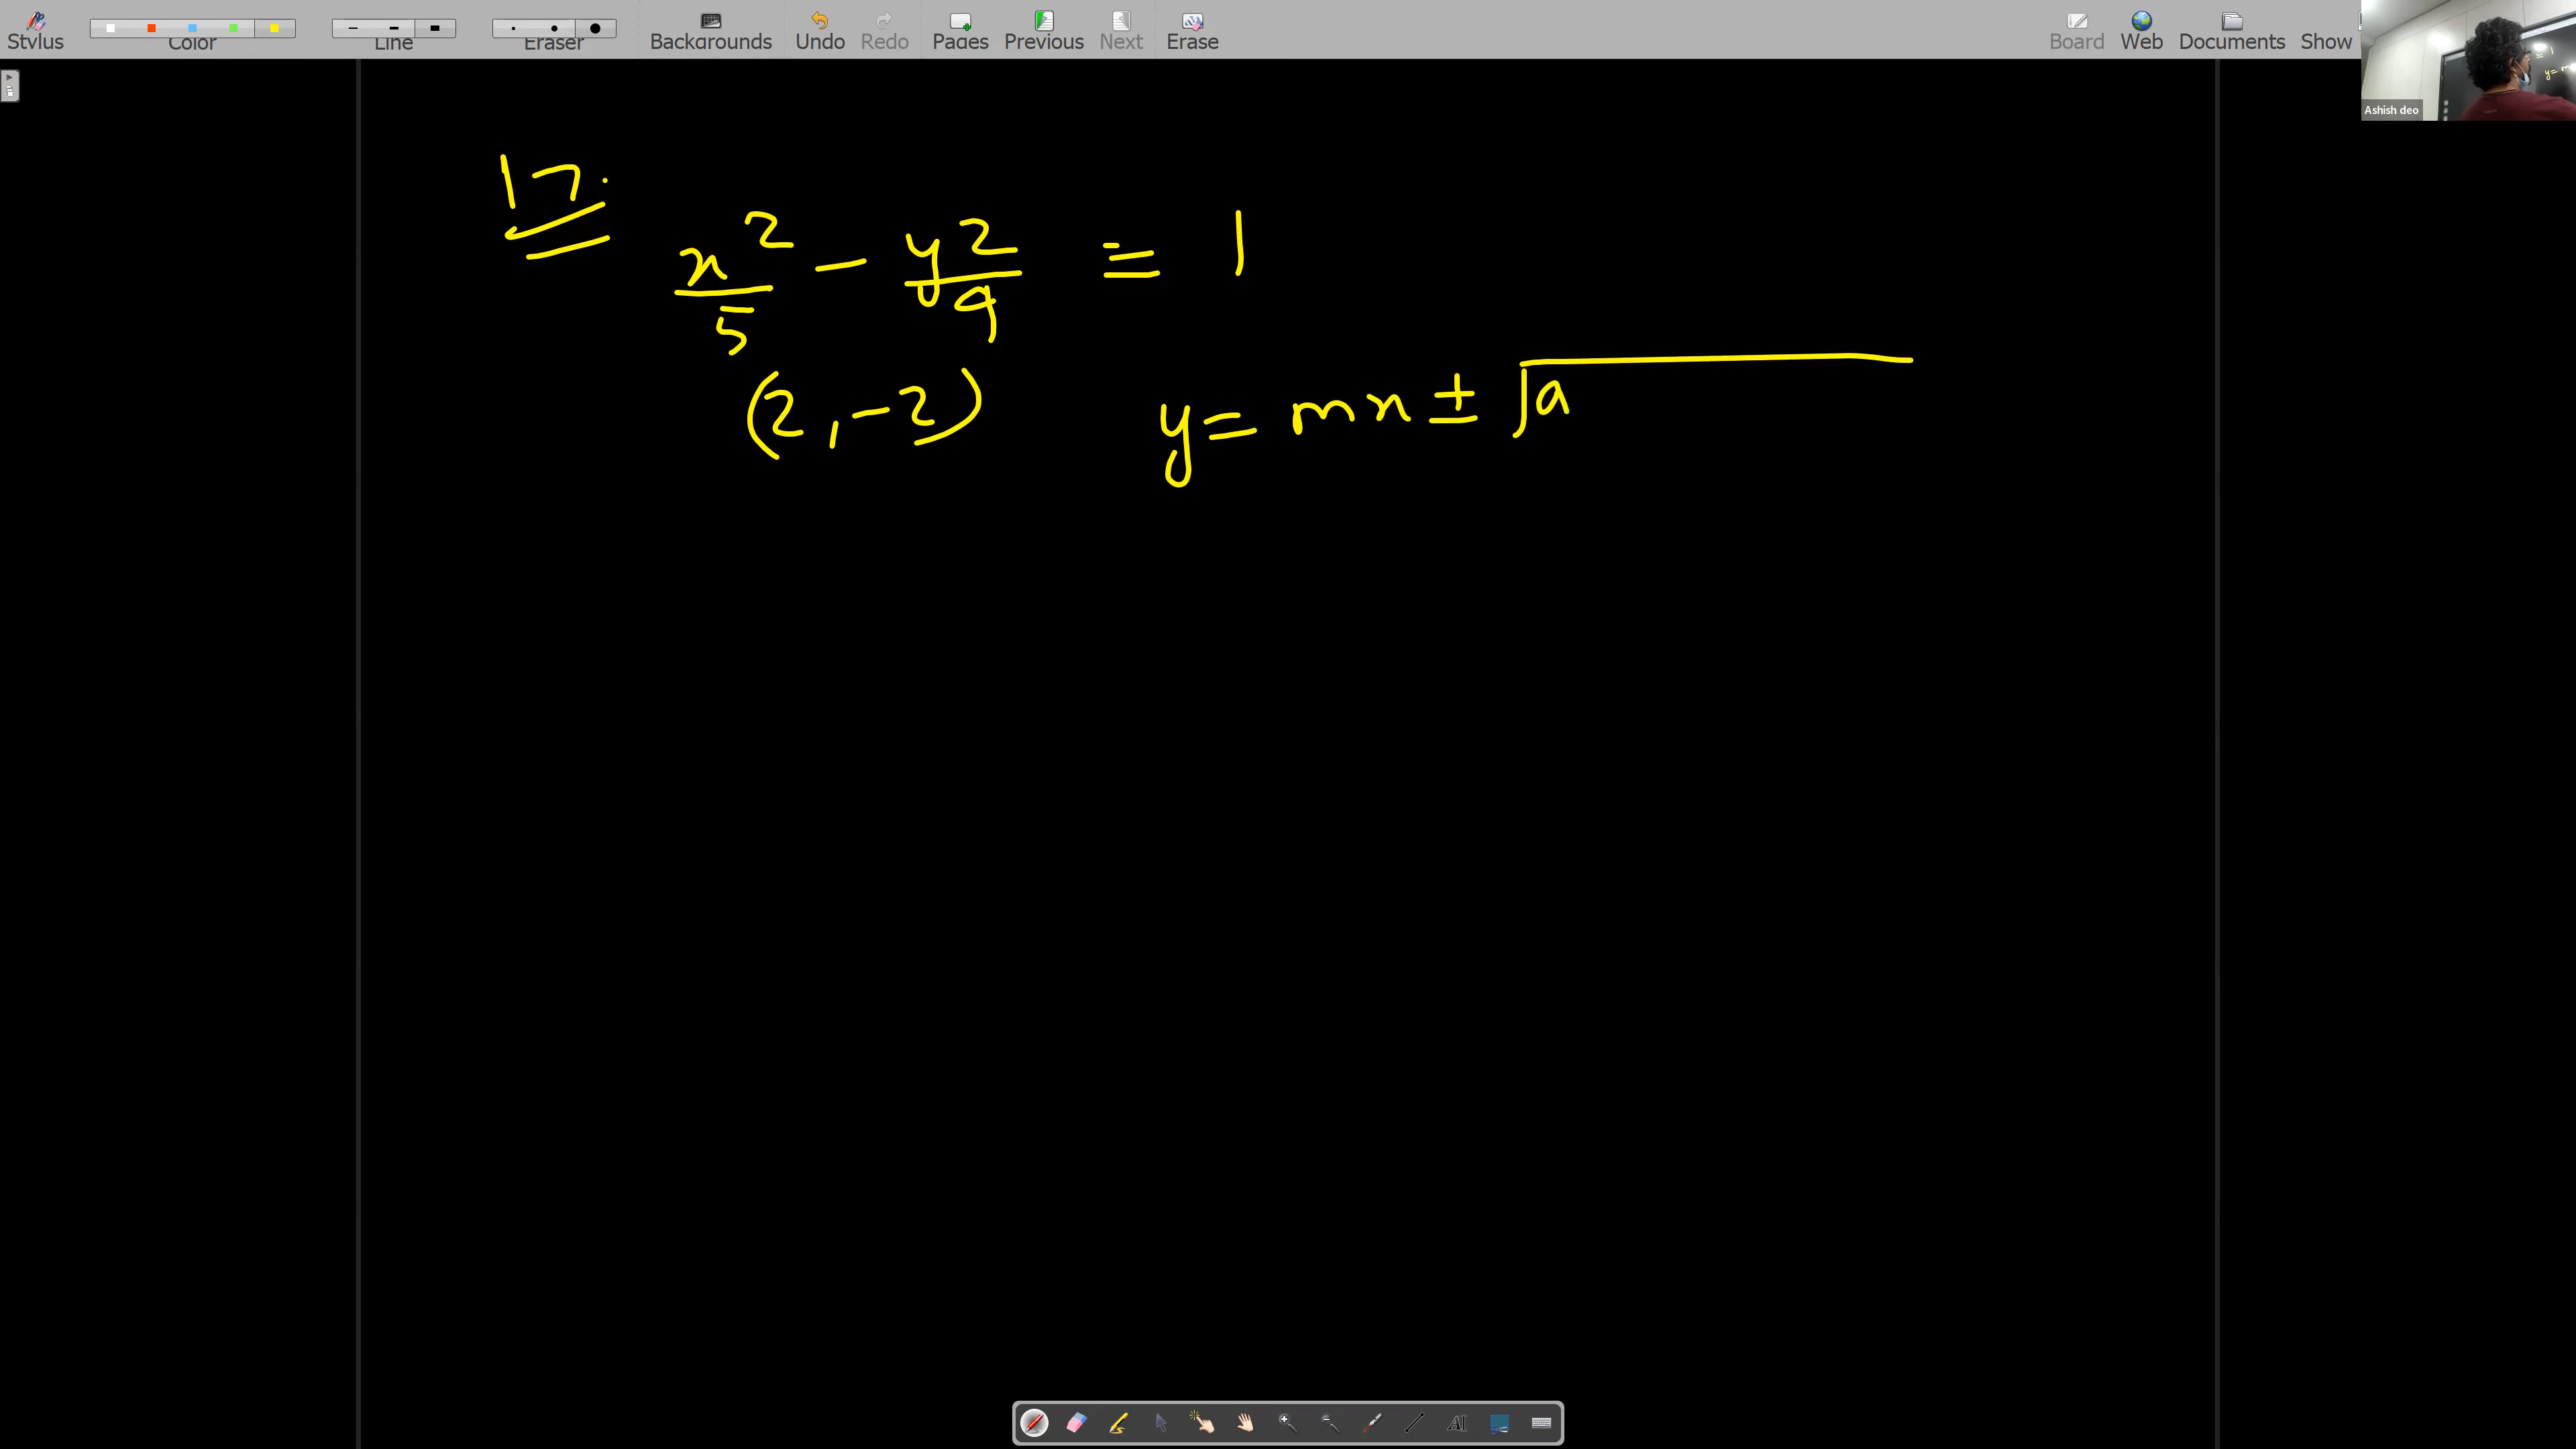 Stylus Color Line Eraser Backgrounds Undo Redo Pages Previous Next Erase Board Web Documents Show
Ashish deo
17.
x²/5 - y²/9 = 1
(2, -2) y = mx ± √a